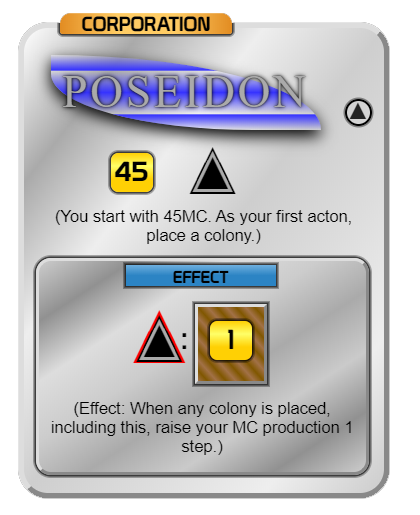 CORPORATION
POSEIDON
45
(You start with 45MC. As your first acton,
place a colony.)
EFFECT
: 1
(Effect: When any colony is placed,
including this, raise your MC production 1
step.)